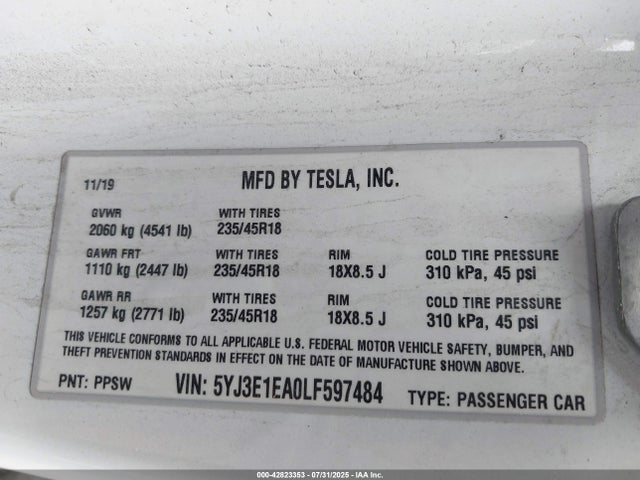 11/19 MFD BY TESLA, INC.
GVWR WITH TIRES
2060 kg (4541 lb) 235/45R18
GAWR FRT WITH TIRES RIM COLD TIRE PRESSURE
1110 kg (2447 lb) 235/45R18 18X8.5 J 310 kPa, 45 psi
GAWR RR WITH TIRES RIM COLD TIRE PRESSURE
1257 kg (2771 lb) 235/45R18 18X8.5 J 310 kPa, 45 psi
THIS VEHICLE CONFORMS TO ALL APPLICABLE U.S. FEDERAL MOTOR VEHICLE SAFETY, BUMPER, AND
THEFT PREVENTION STANDARDS IN EFFECT ON THE DATE OF MANUFACTURE SHOWN ABOVE.
PNT: PPSW VIN: 5YJ3E1EA0LF597484 TYPE: PASSENGER CAR
000-42823353 | 07/31/2025 - IAA Inc.